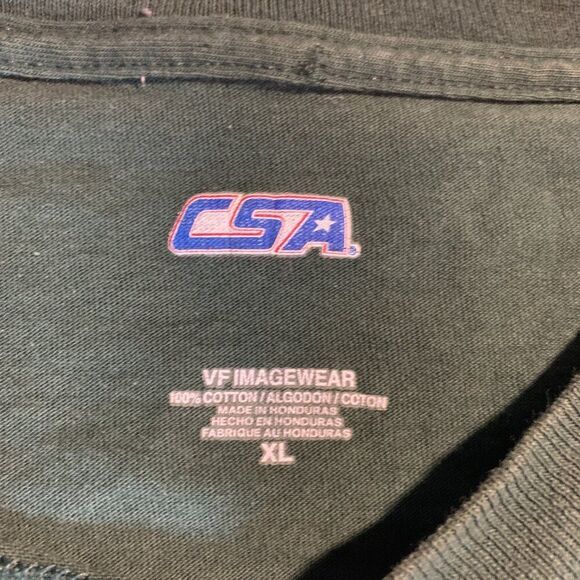 CSA
VF IMAGEWEAR
100% COTTON / ALGODON / COTON
MADE IN HONDURAS
HECHO EN HONDURAS
FABRIQUE AU HONDURAS
XL